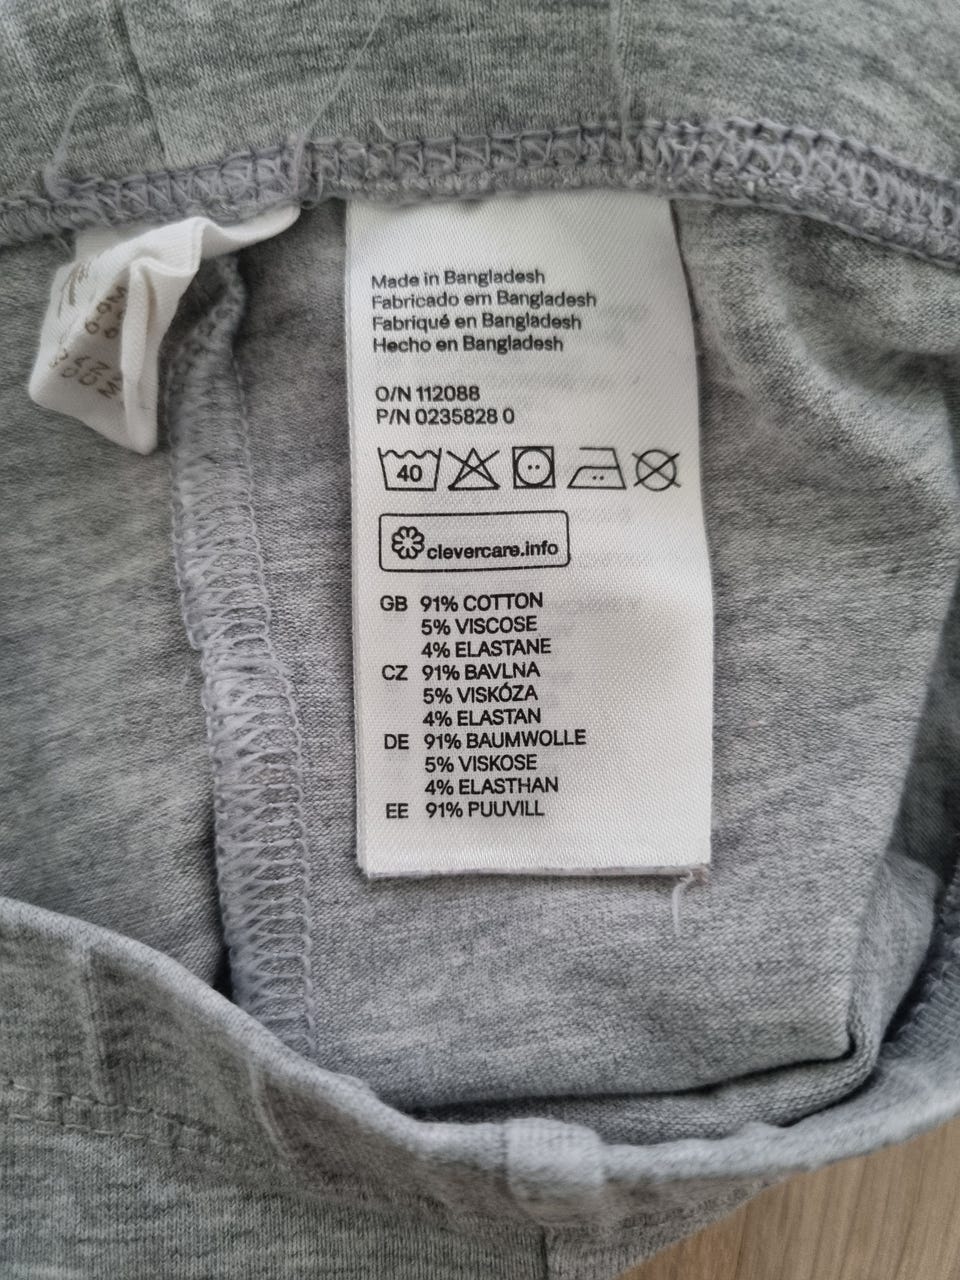 Made in Bangladesh
Fabricado em Bangladesh
Fabriqué en Bangladesh
Hecho en Bangladesh
O/N 112088
P/N 0235828 0
40
clevercare.info
GB 91% COTTON
5% VISCOSE
4% ELASTANE
CZ 91% BAVLNA
5% VISKÓZA
4% ELASTAN
DE 91% BAUMWOLLE
5% VISKOSE
4% ELASTHAN
EE 91% PUUVILL